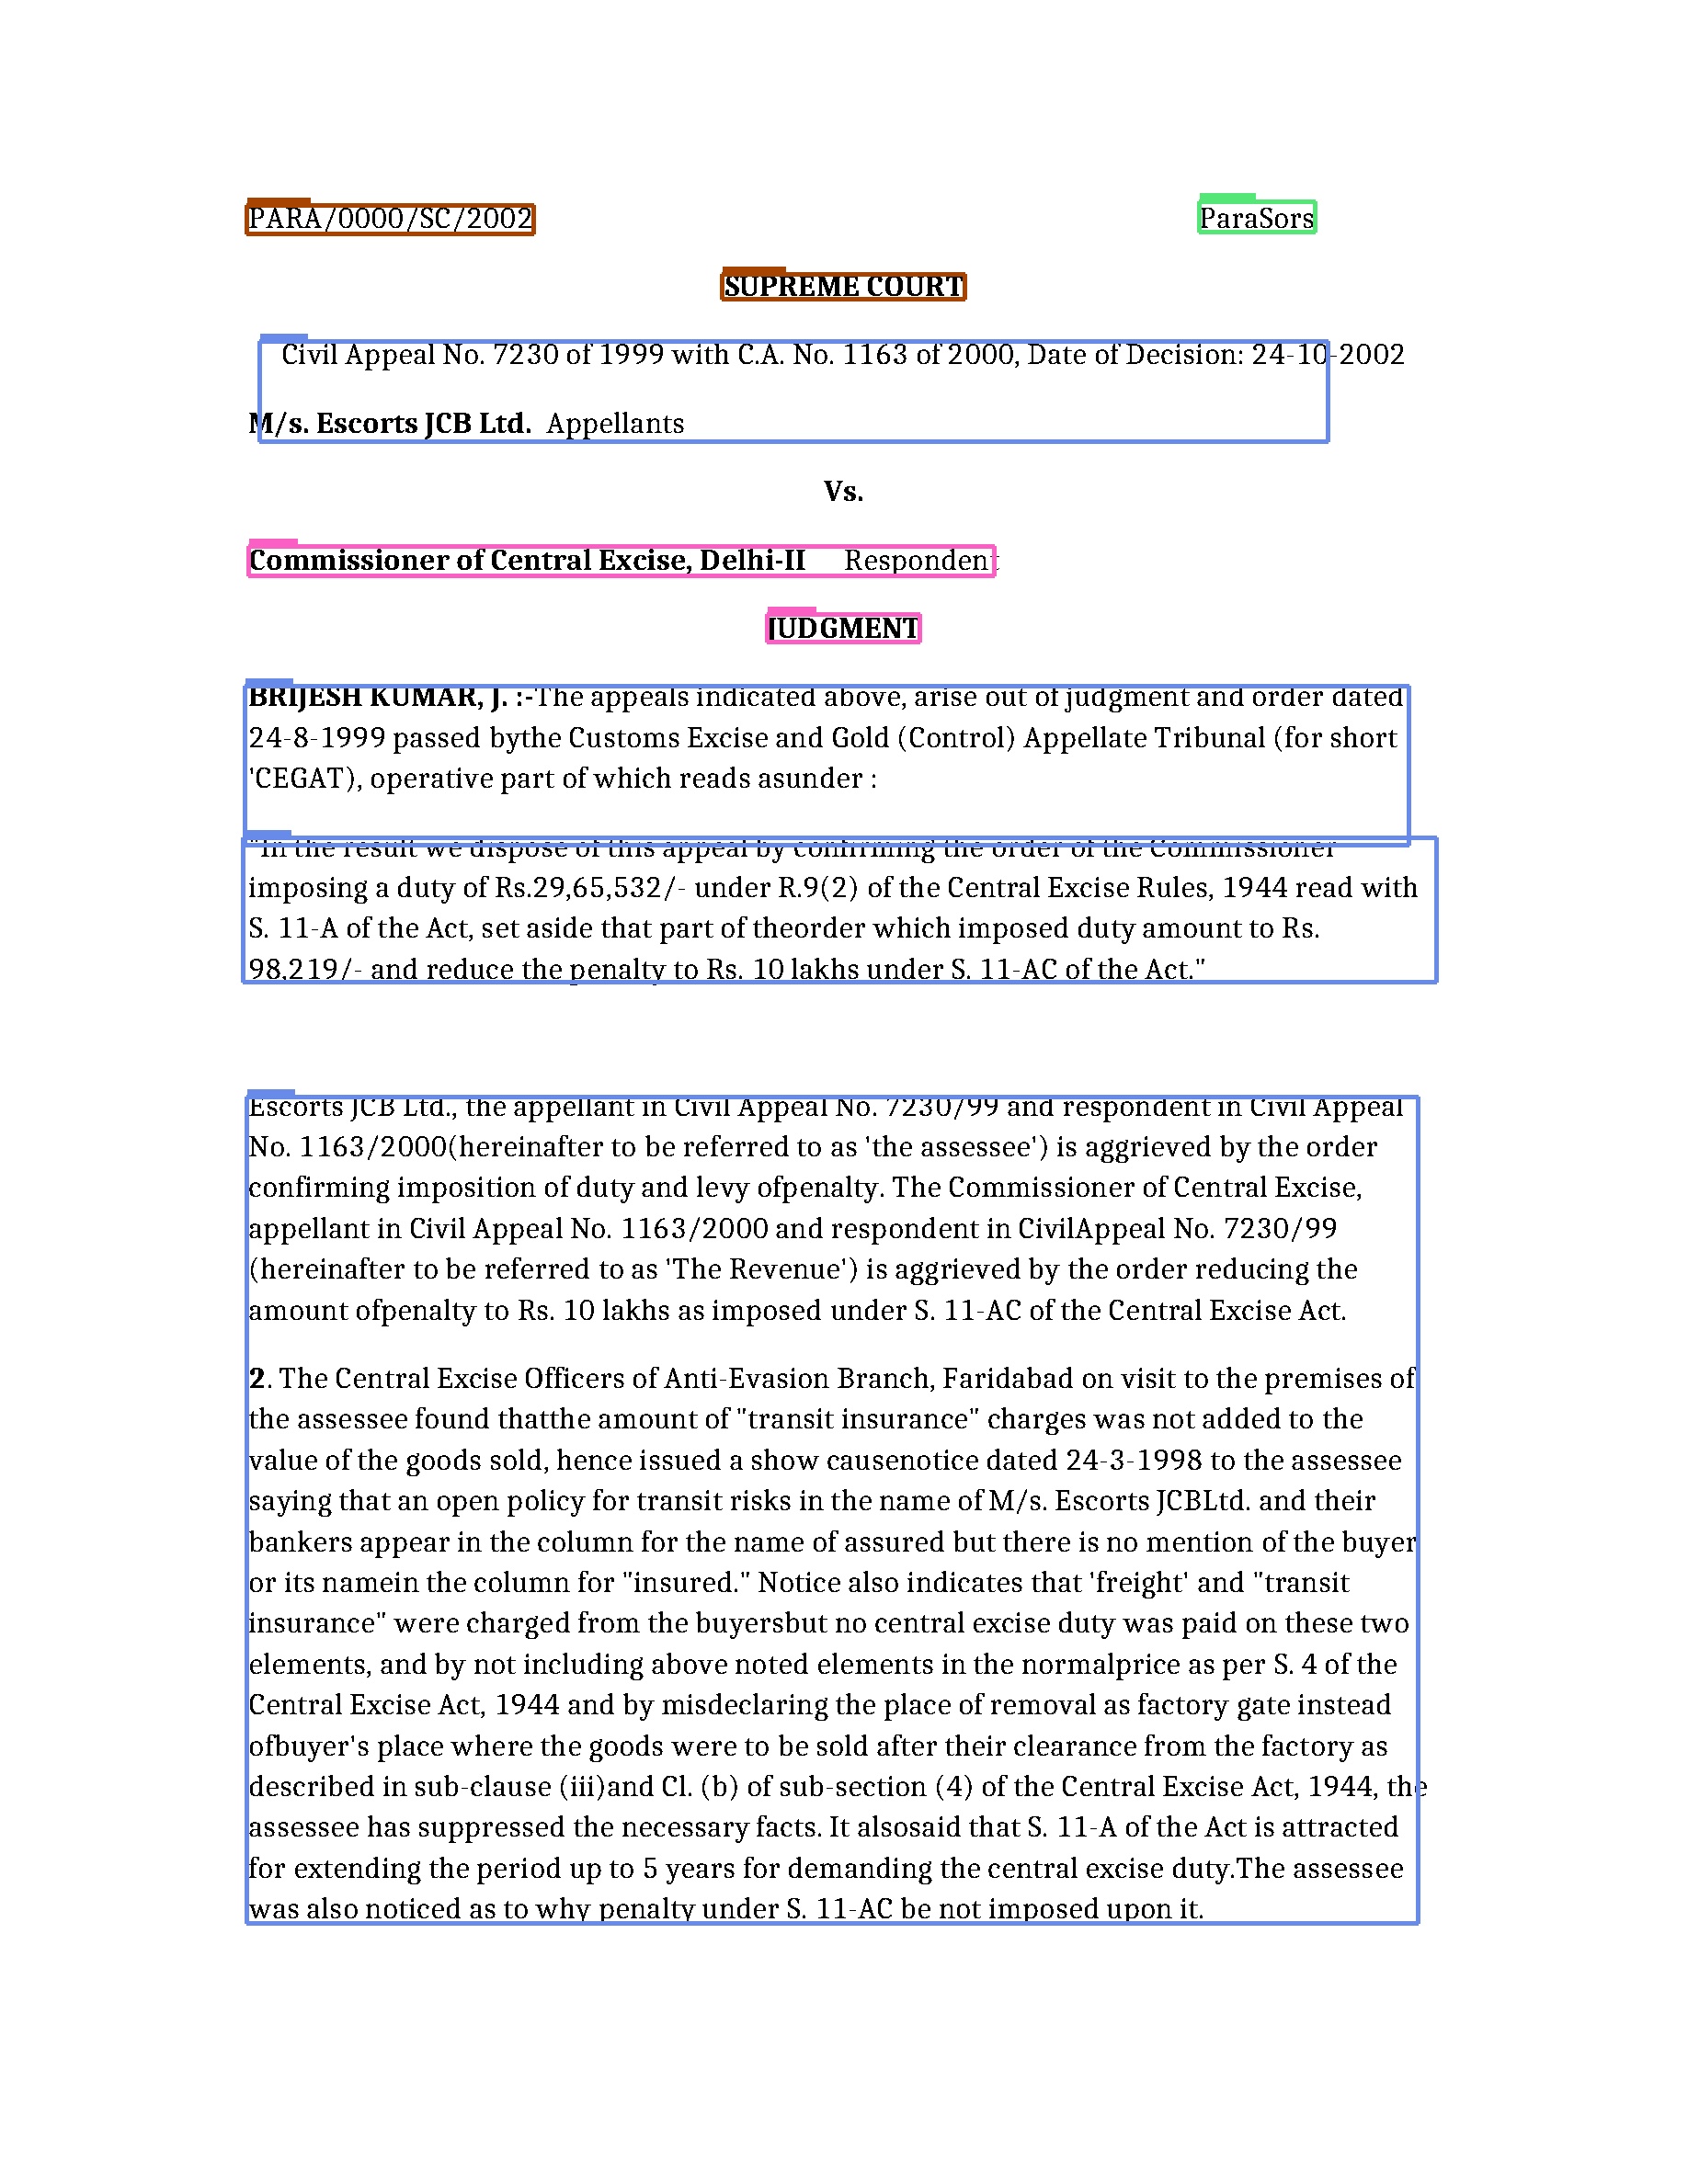 PARA/0000/SC/2002 ParaSors
SUPREME COURT
Civil Appeal No. 7230 of 1999 with C.A. No. 1163 of 2000, Date of Decision: 24-10-2002
M/s. Escorts JCB Ltd. Appellants
Vs.
Commissioner of Central Excise, Delhi-II Respondent
JUDGMENT
BRIJESH KUMAR, J. :-The appeals indicated above, arise out of judgment and order dated
24-8-1999 passed bythe Customs Excise and Gold (Control) Appellate Tribunal (for short
'CEGAT), operative part of which reads asunder :
"In the result we dispose of this appeal by confirming the order of the Commissioner
imposing a duty of Rs.29,65,532/- under R.9(2) of the Central Excise Rules, 1944 read with
S. 11-A of the Act, set aside that part of theorder which imposed duty amount to Rs.
98,219/- and reduce the penalty to Rs. 10 lakhs under S. 11-AC of the Act."
Escorts JCB Ltd., the appellant in Civil Appeal No. 7230/99 and respondent in Civil Appeal
No. 1163/2000(hereinafter to be referred to as 'the assessee') is aggrieved by the order
confirming imposition of duty and levy ofpenalty. The Commissioner of Central Excise,
appellant in Civil Appeal No. 1163/2000 and respondent in CivilAppeal No. 7230/99
(hereinafter to be referred to as 'The Revenue') is aggrieved by the order reducing the
amount ofpenalty to Rs. 10 lakhs as imposed under S. 11-AC of the Central Excise Act.
2. The Central Excise Officers of Anti-Evasion Branch, Faridabad on visit to the premises of
the assessee found thatthe amount of "transit insurance" charges was not added to the
value of the goods sold, hence issued a show causenotice dated 24-3-1998 to the assessee
saying that an open policy for transit risks in the name of M/s. Escorts JCBLtd. and their
bankers appear in the column for the name of assured but there is no mention of the buyer
or its namein the column for "insured." Notice also indicates that 'freight' and "transit
insurance" were charged from the buyersbut no central excise duty was paid on these two
elements, and by not including above noted elements in the normalprice as per S. 4 of the
Central Excise Act, 1944 and by misdeclaring the place of removal as factory gate instead
ofbuyer's place where the goods were to be sold after their clearance from the factory as
described in sub-clause (iii)and Cl. (b) of sub-section (4) of the Central Excise Act, 1944, the
assessee has suppressed the necessary facts. It alsosaid that S. 11-A of the Act is attracted
for extending the period up to 5 years for demanding the central excise duty.The assessee
was also noticed as to why penalty under S. 11-AC be not imposed upon it.